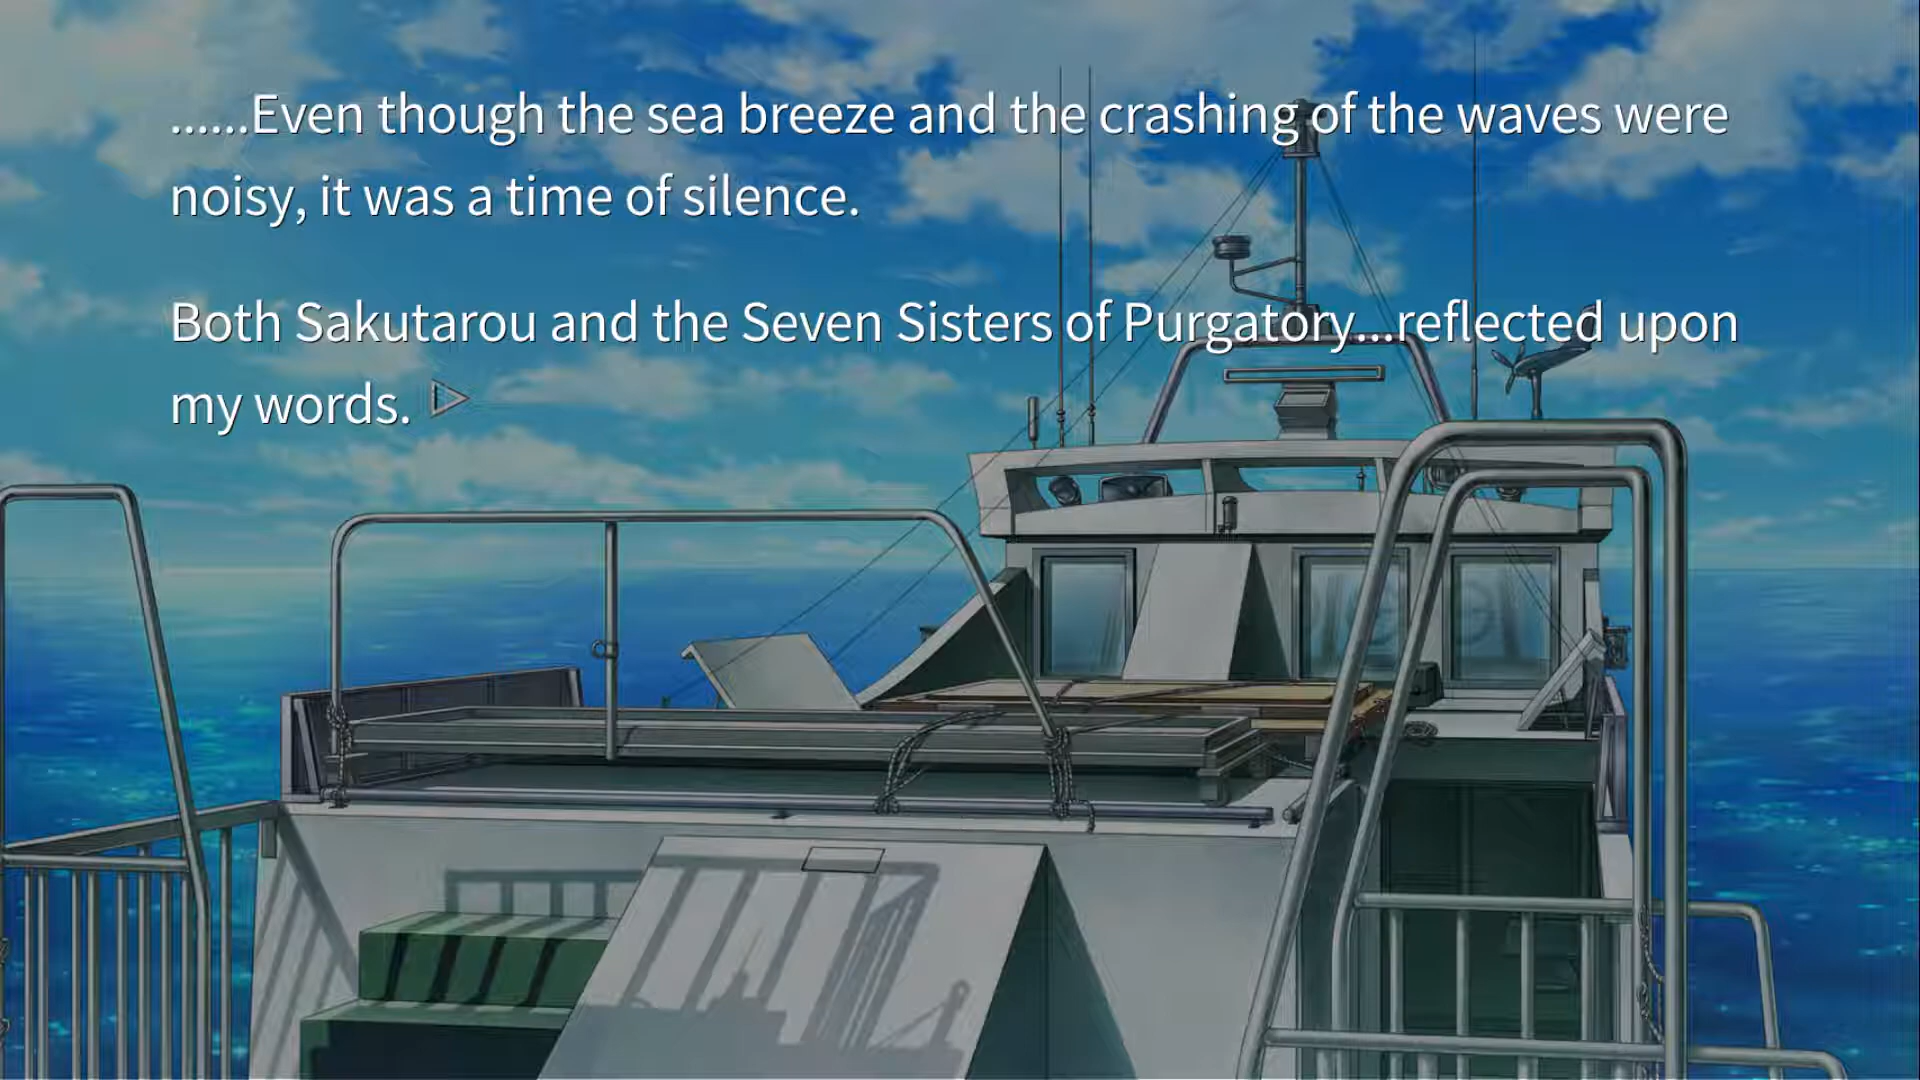 ......Even though the sea breeze and the crashing of the waves were
noisy, it was a time of silence.
Both Sakutarou and the Seven Sisters of Purgatory...reflected upon
my words.